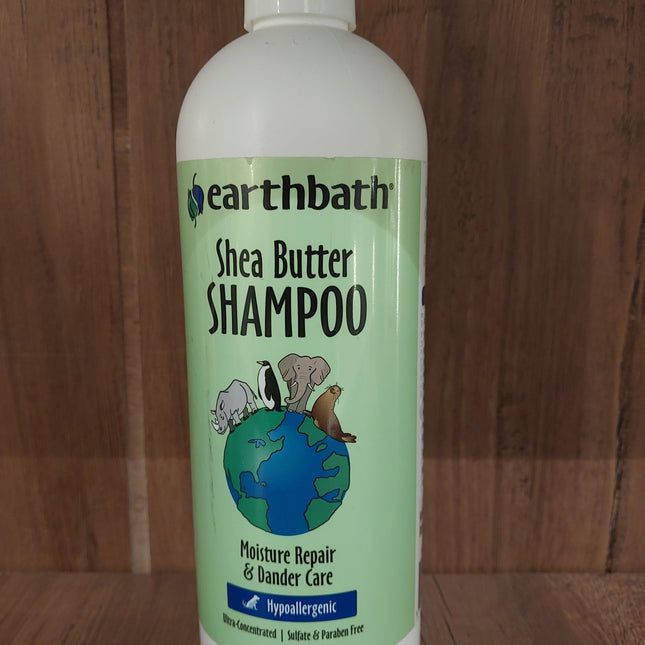 earthbath®
Shea Butter
SHAMPOO
Moisture Repair
& Dander Care
Hypoallergenic
Ultra-Concentrated | Sulfate & Paraben Free